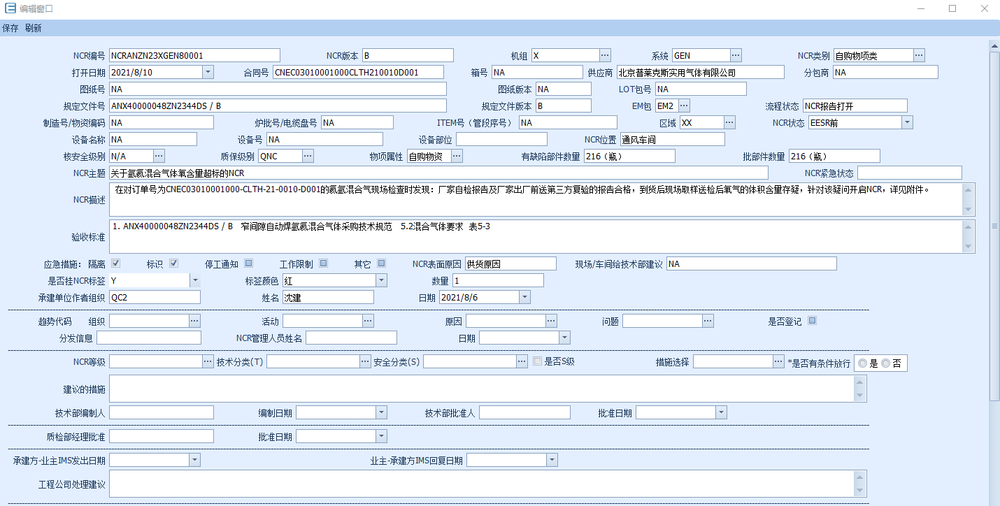 编辑窗口
保存 刷新
NCR编号 NCRANZN23XGEN80001 NCR版本 B 机组 X 系统 GEN NCR类别 自购物项类
打开日期 2021/8/10 合同号 CNEC03010001000CLTH210010D001 箱号 NA 供应商 北京普莱克斯实用气体有限公司 分包商 NA
图纸号 NA 图纸版本 NA LOT包号 NA
规定文件号 ANX40000048ZN2344DS / B 规定文件版本 B EM包 EM2 流程状态 NCR报告打开
制造号/物资编码 NA 炉批号/电缆盘号 NA ITEM号（管段序号） NA 区域 XX NCR状态 EESR前
设备名称 NA 设备号 NA 设备部位 NCR位置 通风车间
核安全级别 N/A 质保级别 QNC 物项属性 自购物资 有缺陷部件数量 216（瓶） 批部件数量 216（瓶）
NCR主题 关于氩氦混合气体氧含量超标的NCR NCR紧急状态
NCR描述 在对订单号为CNEC03010001000-CLTH-21-0010-D001的氦氩混合气现场检查时发现：厂家自检报告及厂家出厂前送第三方复验的报告合格，到货后现场取样送检后氧气的体积含量存疑，针对该疑问开启NCR，详见附件。
验收标准 1. ANX40000048ZN2344DS / B 窄间隙自动焊氩氦混合气体采购技术规范 5.2混合气体要求 表5-3
应急措施： 隔离 标识 停工通知 工作限制 其它 NCR表面原因 供货原因 现场/车间给技术部建议 NA
是否挂NCR标签 Y 标签颜色 红 数量 1
承建单位作者组织 QC2 姓名 沈建 日期 2021/8/6
趋势代码 组织 活动 原因 问题 是否登记
分发信息 NCR管理人员姓名 日期
NCR等级 技术分类(T) 安全分类(S) 是否S级 措施选择 *是否有条件放行 是 否
建议的措施
技术部编制人 编制日期 技术部批准人 批准日期
质检部经理批准 批准日期
承建方-业主IMS发出日期 业主-承建方IMS回复日期
工程公司处理建议